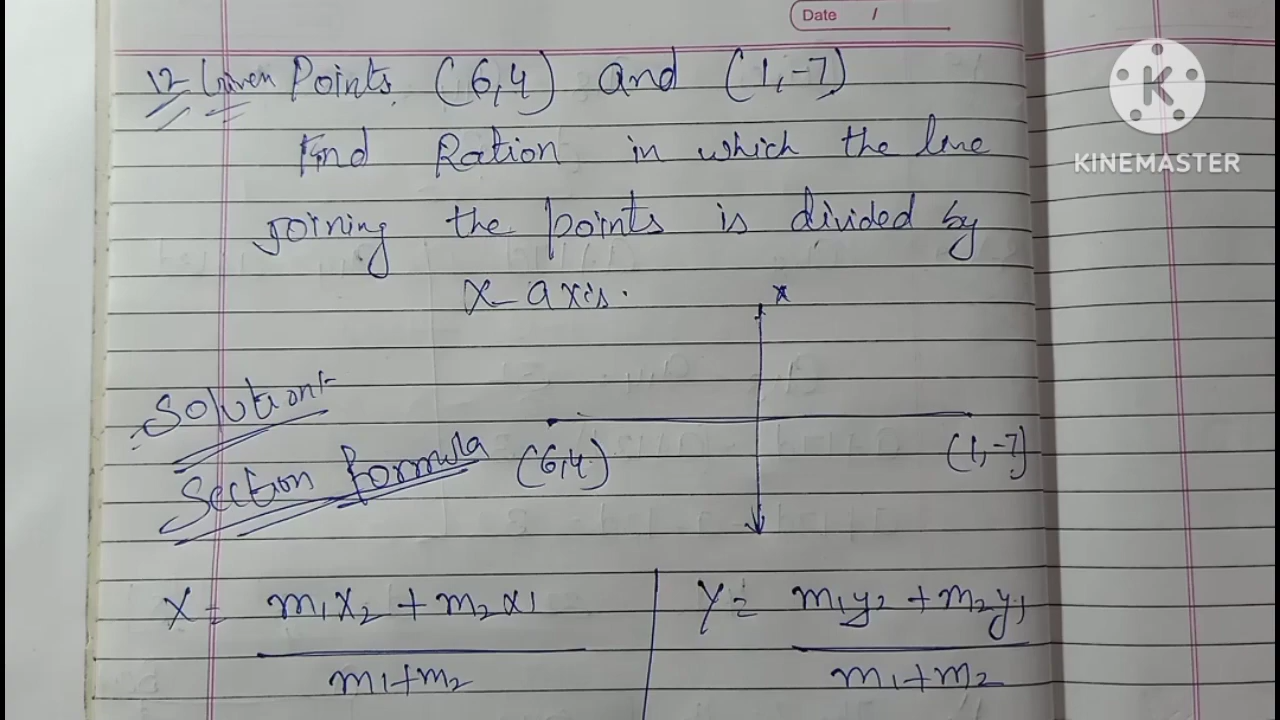 Date /
12 Given Points (6,4) and (1,-7)
Find Ration in which the line
joining the points is divided by
x-axis.
x
Solution:-
(6,4) (1,-7)
Section formula
X = m1x2 + m2x1 / m1+m2
Y = m1y2 + m2y1 / m1+m2
K
KINEMASTER